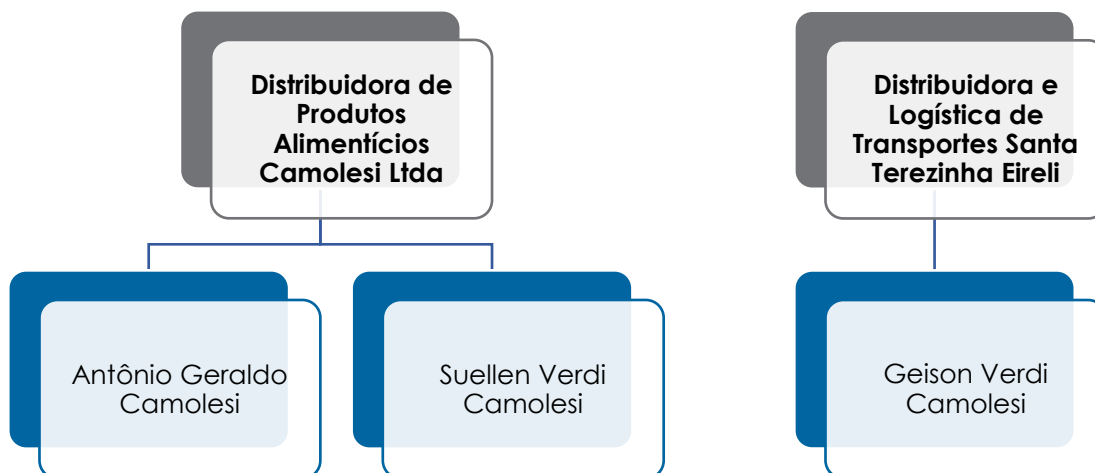 Distribuidora de
Produtos
Alimentícios
Camolesi Ltda
Distribuidora e
Logística de
Transportes Santa
Terezinha Eireli
Antônio Geraldo
Camolesi
Suellen Verdi
Camolesi
Geison Verdi
Camolesi